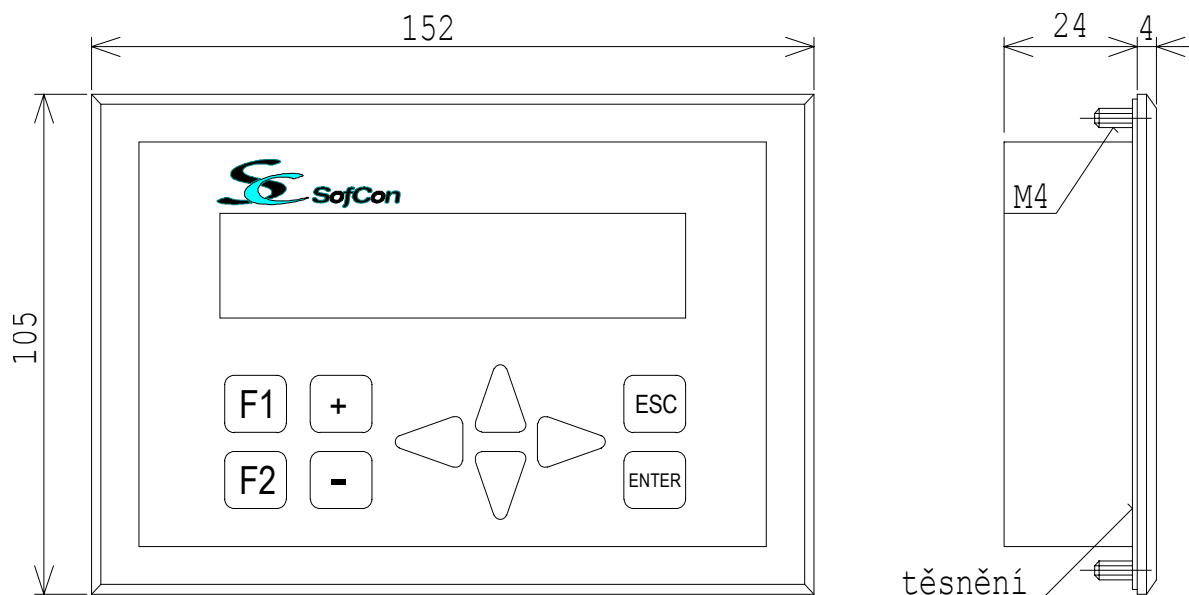 152
24
4
SofCon
M4
105
F1
+
ESC
F2
-
ENTER
těsnění